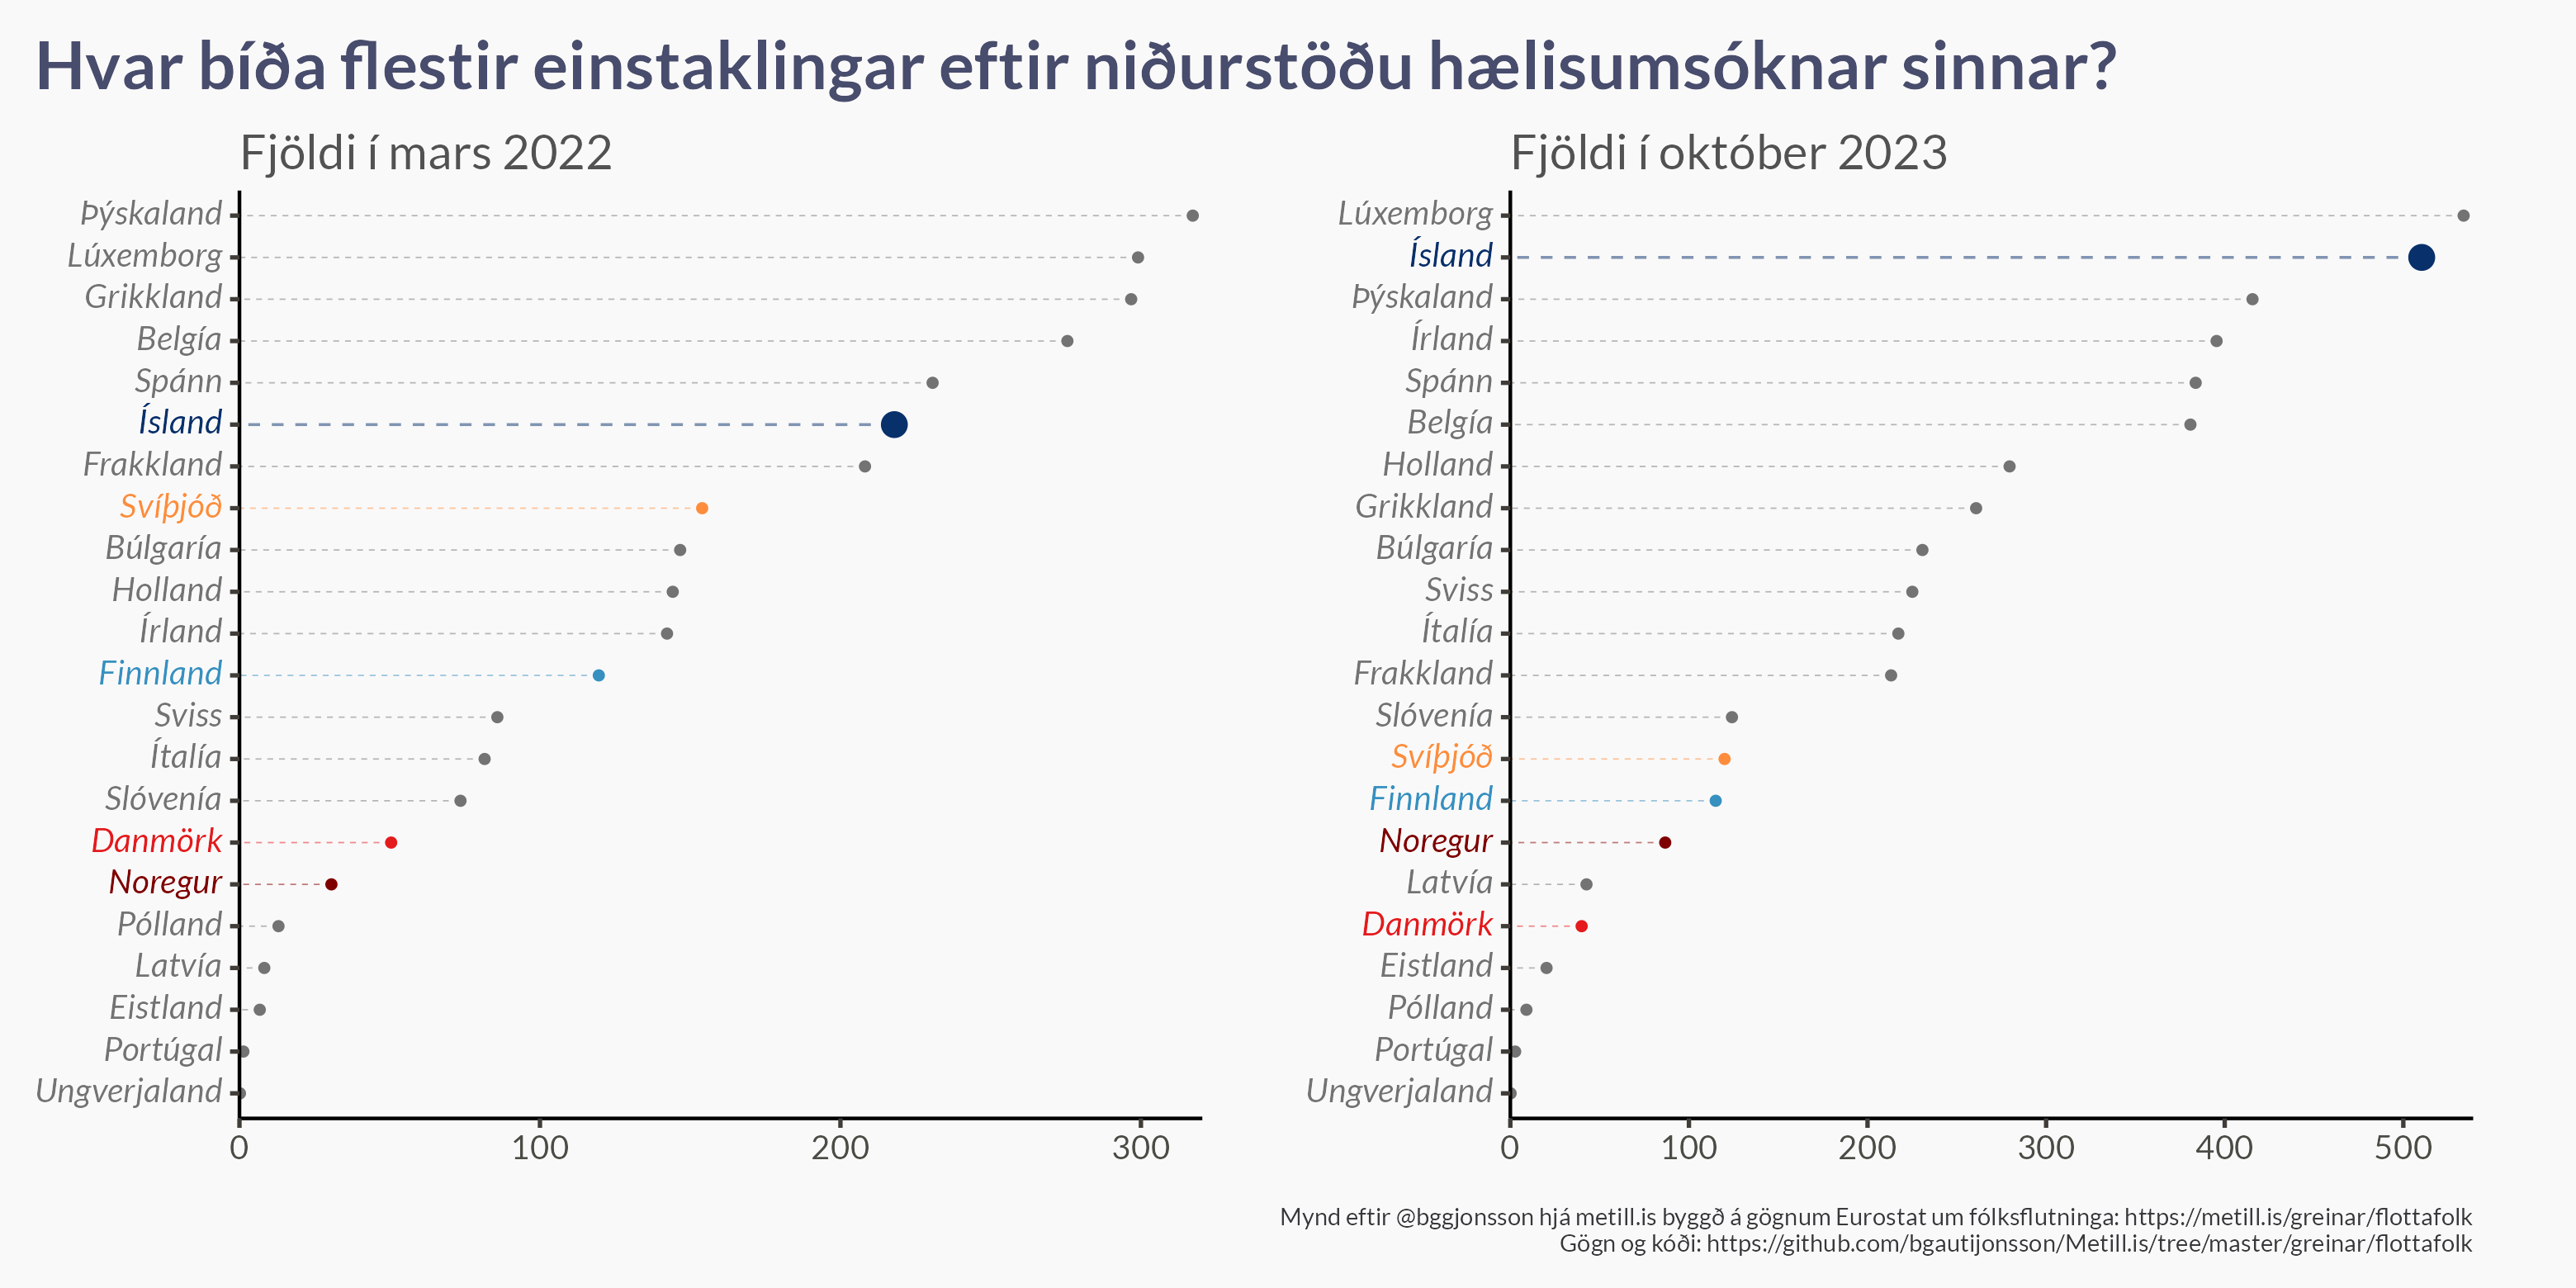 Hvar bíða flestir einstaklingar eftir niðurstöðu hælisumsóknar sinnar?
Fjöldi í mars 2022
Þýskaland
Lúxemborg
Grikkland
Belgía
Spánn
Ísland
Frakkland
Svíþjóð
Búlgaría
Holland
Írland
Finnland
Sviss
Ítalía
Slóvenía
Danmörk
Noregur
Pólland
Latvía
Eistland
Portúgal
Ungverjaland
0 100 200 300
Fjöldi í október 2023
Lúxemborg
Ísland
Þýskaland
Írland
Spánn
Belgía
Holland
Grikkland
Búlgaría
Sviss
Ítalía
Frakkland
Slóvenía
Svíþjóð
Finnland
Noregur
Latvía
Danmörk
Eistland
Pólland
Portúgal
Ungverjaland
0 100 200 300 400 500
Mynd eftir @bggjonsson hjá metill.is byggð á gögnum Eurostat um fólksflutninga: https://metill.is/greinar/flottafolk
Gögn og kóði: https://github.com/bgautijonsson/Metill.is/tree/master/greinar/flottafolk